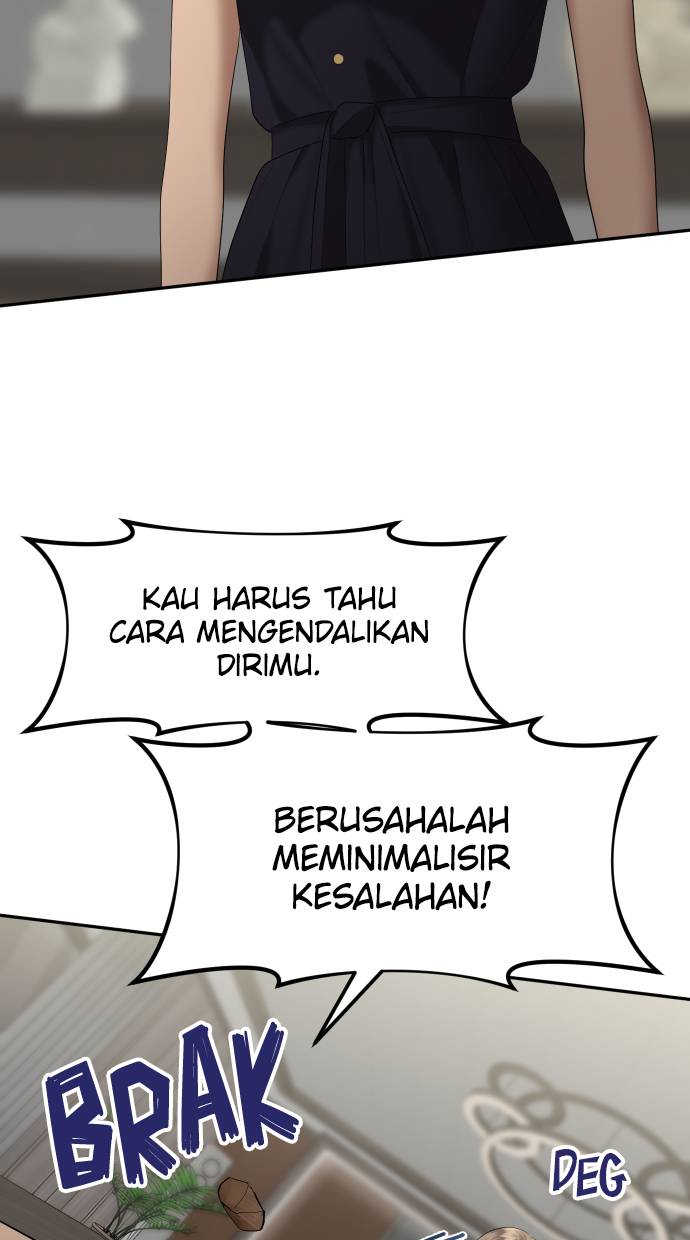 KAU HARUS TAHU
CARA MENGENDALIKAN
DIRIMU.
BERUSAHALAH
MEMINIMALISIR
KESALAHAN!
BRAK
DEG